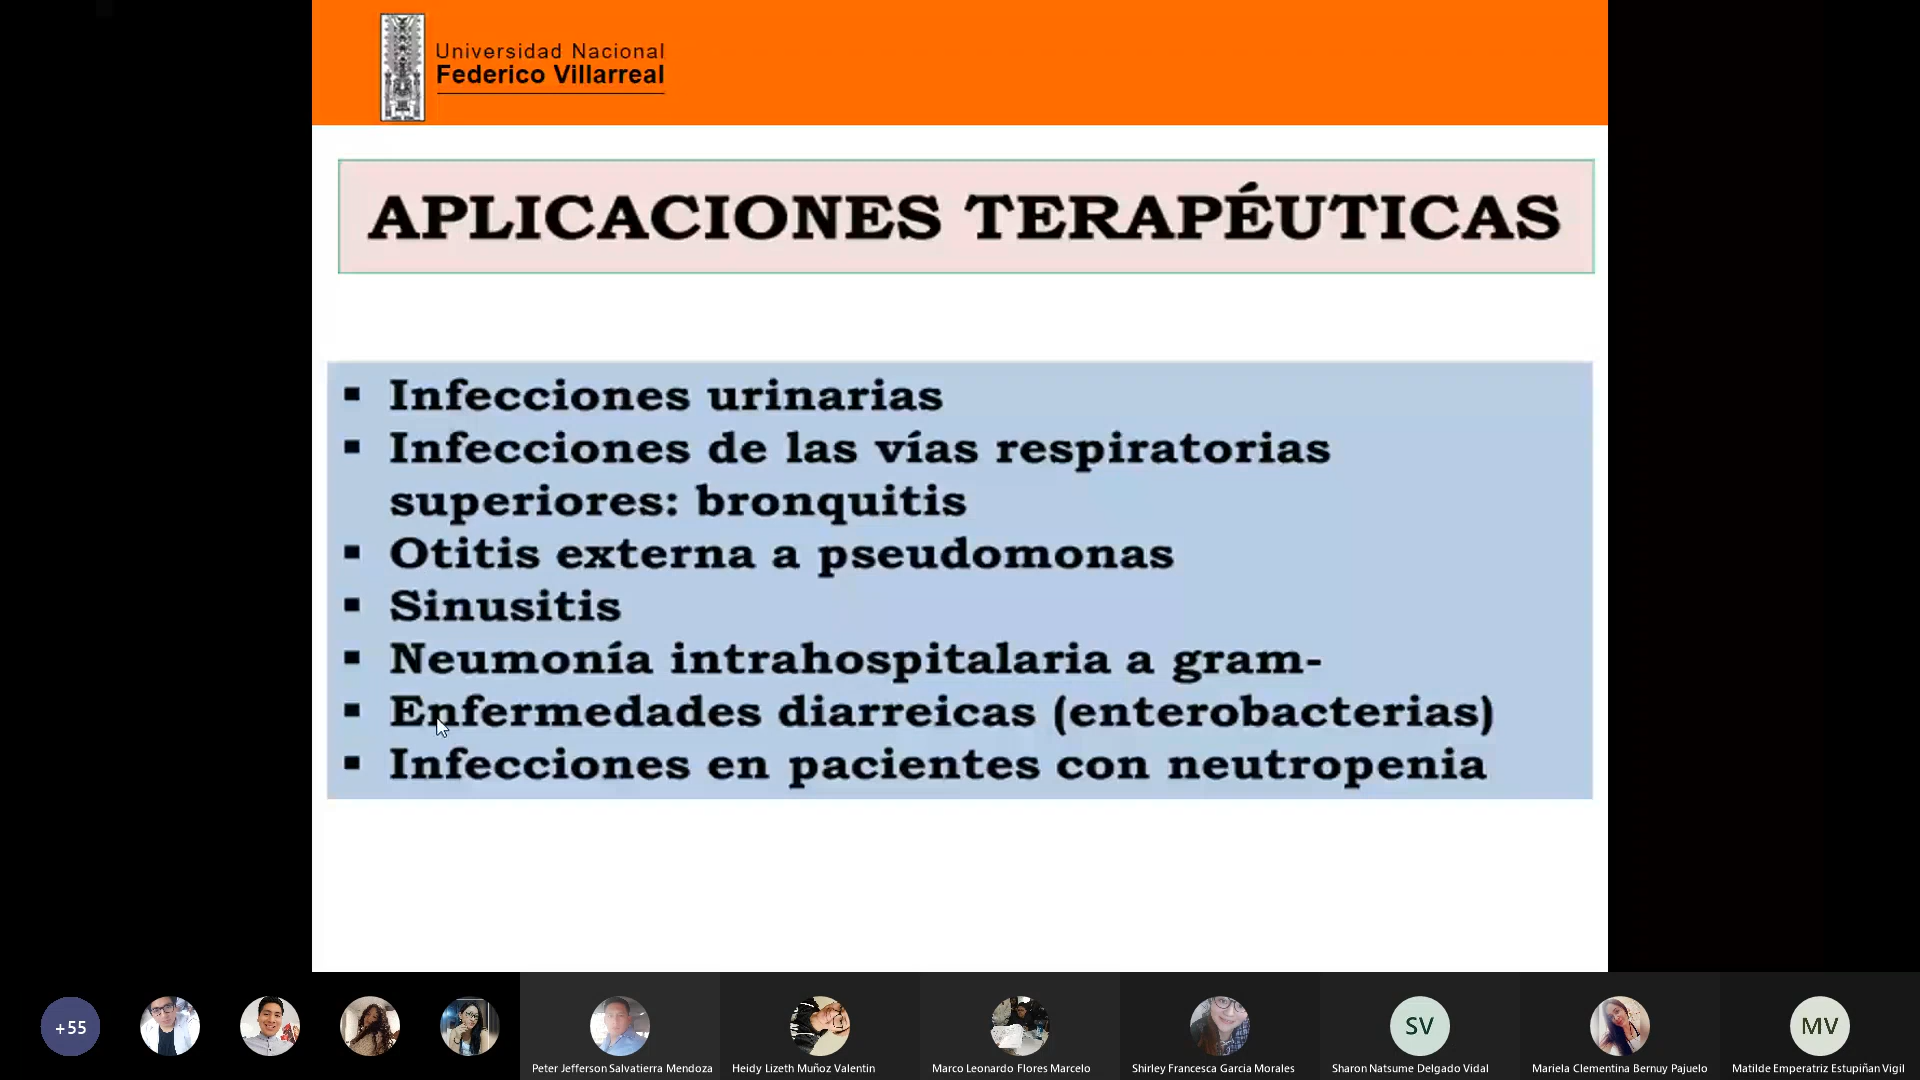 Universidad Nacional
Federico Villarreal
APLICACIONES TERAPÉUTICAS
▪ Infecciones urinarias
▪ Infecciones de las vías respiratorias
superiores: bronquitis
▪ Otitis externa a pseudomonas
▪ Sinusitis
▪ Neumonía intrahospitalaria a gram-
▪ Enfermedades diarreicas (enterobacterias)
▪ Infecciones en pacientes con neutropenia
+55
SV
MV
Peter Jefferson Salvatierra Mendoza
Heidy Lizeth Muñoz Valentin
Marco Leonardo Flores Marcelo
Shirley Francesca Garcia Morales
Sharon Natsume Delgado Vidal
Mariela Clementina Bernuy Pajuelo
Matilde Emperatriz Estupiñan Vigil